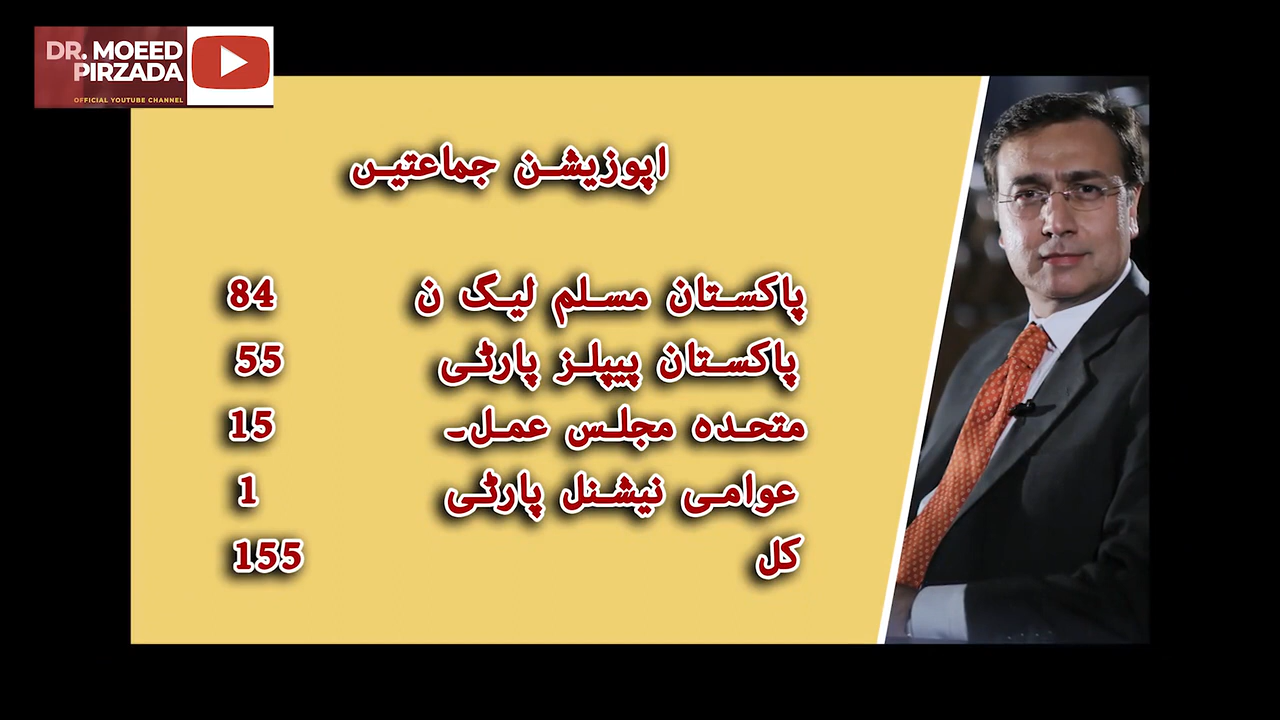 DR. MOEED
PIRZADA
OFFICIAL YOUTUBE CHANNEL
اپوزیشن جماعتیں
پاکستان مسلم لیگ ن 84
پاکستان پیپلز پارٹی 55
متحدہ مجلس عمل۔ 15
عوامی نیشنل پارٹی 1
کل 155